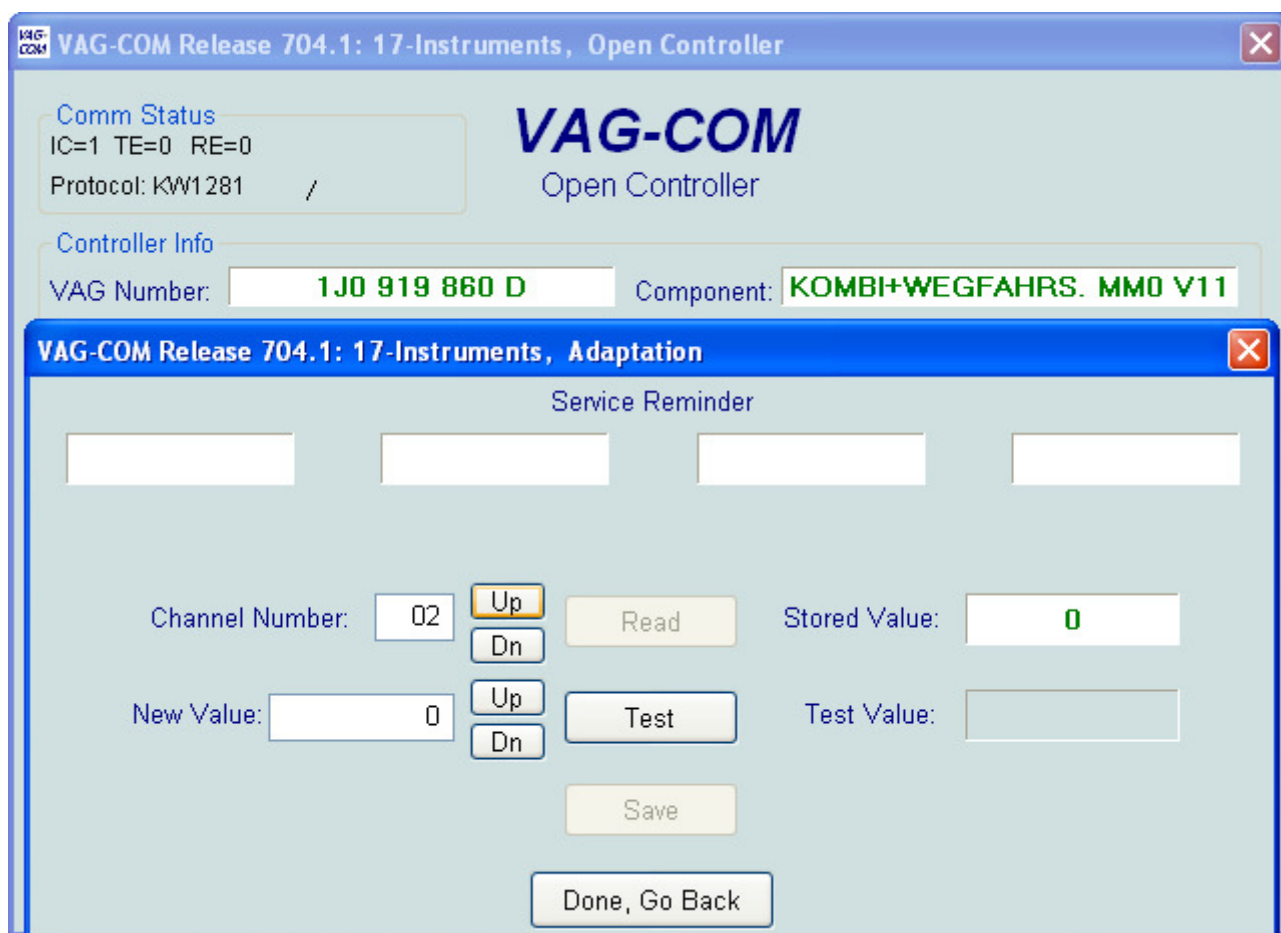 VAG-COM VAG-COM Release 704.1: 17-Instruments, Open Controller
Comm Status
IC=1 TE=0 RE=0
Protocol: KW1281 /
VAG-COM
Open Controller
Controller Info
VAG Number: 1J0 919 860 D Component: KOMBI+WEGFAHRS. MM0 V11
VAG-COM Release 704.1: 17-Instruments, Adaptation
Service Reminder
Channel Number: 02 Up Dn Read Stored Value: 0
New Value: 0 Up Dn Test Test Value:
Save
Done, Go Back